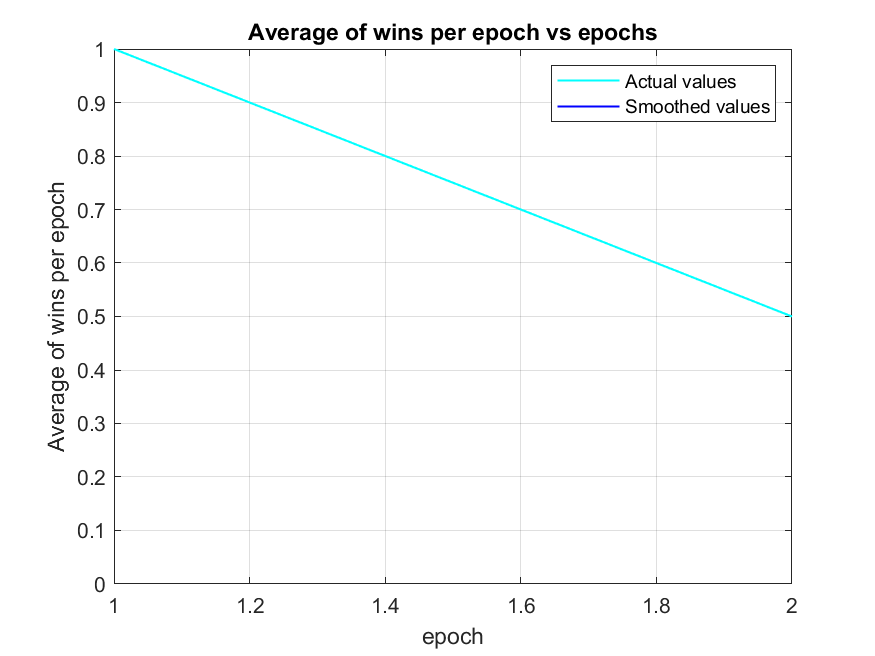 Average of wins per epoch vs epochs
Actual values
Smoothed values
Average of wins per epoch
1
0.9
0.8
0.7
0.6
0.5
0.4
0.3
0.2
0.1
0
1 1.2 1.4 1.6 1.8 2
epoch